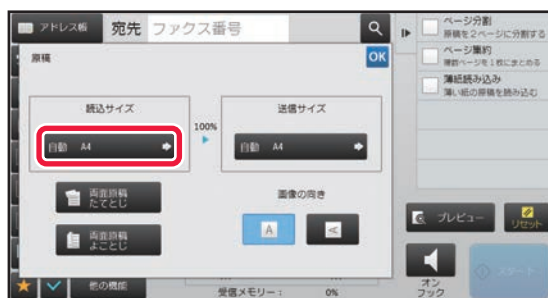 アドレス帳
宛先
ファックス番号
原稿
OK
読込サイズ
100%
送信サイズ
自動 A4
自動 A4
両面原稿
たてとじ
両面原稿
よことじ
画像の向き
A
A
ページ分割
原稿を2ページに分割する
ページ集約
複数ページを1枚にまとめる
薄紙読み込み
薄い紙の原稿を読み込む
プレビュー
リセット
オン
フック
スタート
他の機能
受信メモリー： 0%